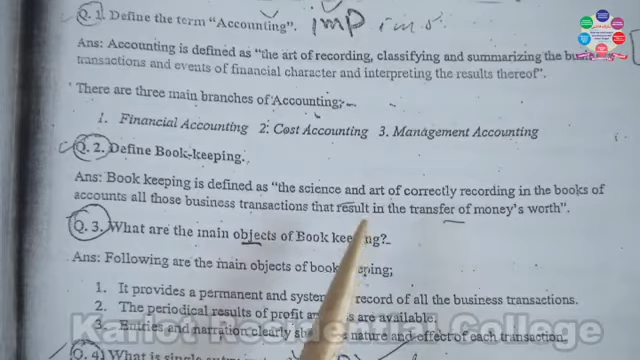 Q.1. Define the term "Accounting". imp
Ans: Accounting is defined as "the art of recording, classifying and summarizing the
transactions and events of financial character and interpreting the results thereof".
There are three main branches of Accounting;
1. Financial Accounting 2. Cost Accounting 3. Management Accounting
Q.2. Define Book-keeping.
Ans: Book keeping is defined as "the science and art of correctly recording in the books of
accounts all those business transactions that result in the transfer of money's worth".
Q.3. What are the main objects of Book keeping?
Ans: Following are the main objects of book keeping;
1. It provides a permanent and record of all the business transactions.
2. The periodical results of profit are available.
3. Entries and narration clearly nature and effect of each transaction.
Karlot Residential College
Q.4) What is single